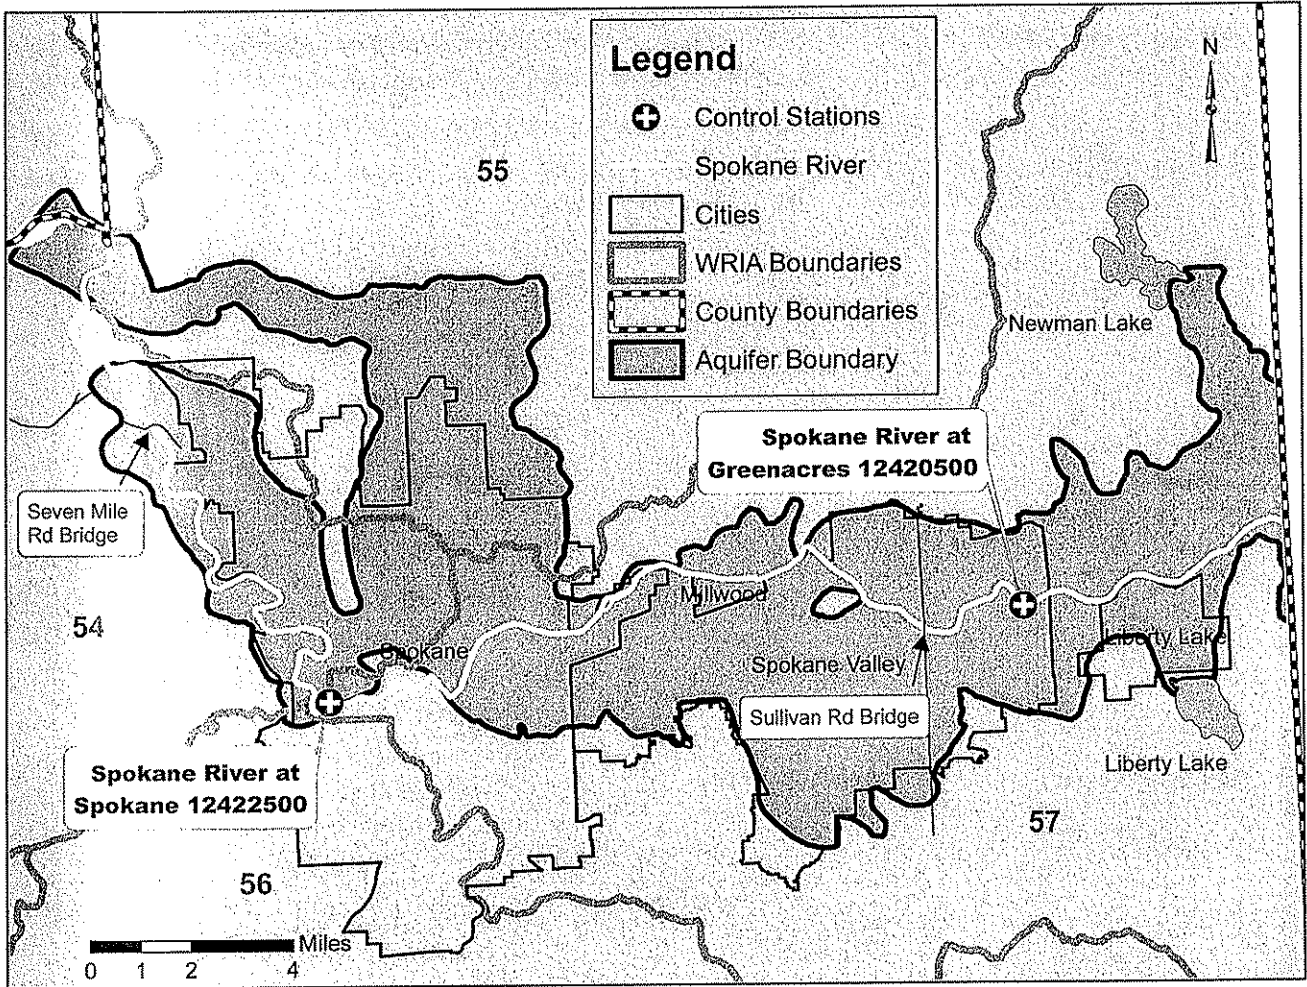 Legend
Control Stations
Spokane River
Cities
WRIA Boundaries
County Boundaries
Aquifer Boundary
N
55
Newman Lake
Spokane River at
Greenacres 12420500
Seven Mile
Rd Bridge
54
Millwood
Spokane
Spokane Valley
Liberty Lake
Sullivan Rd Bridge
Liberty Lake
Spokane River at
Spokane 12422500
57
56
Miles
0 1 2 4